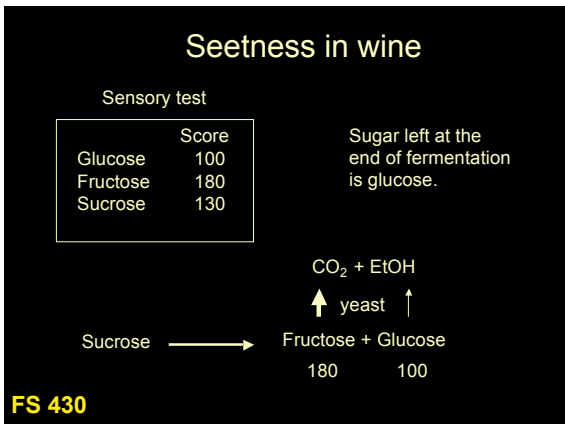 Seetness in wine
Sensory test
Score
Glucose 100
Fructose 180
Sucrose 130
Sugar left at the
end of fermentation
is glucose.
CO₂ + EtOH
yeast
Sucrose
Fructose + Glucose
180 100
FS 430